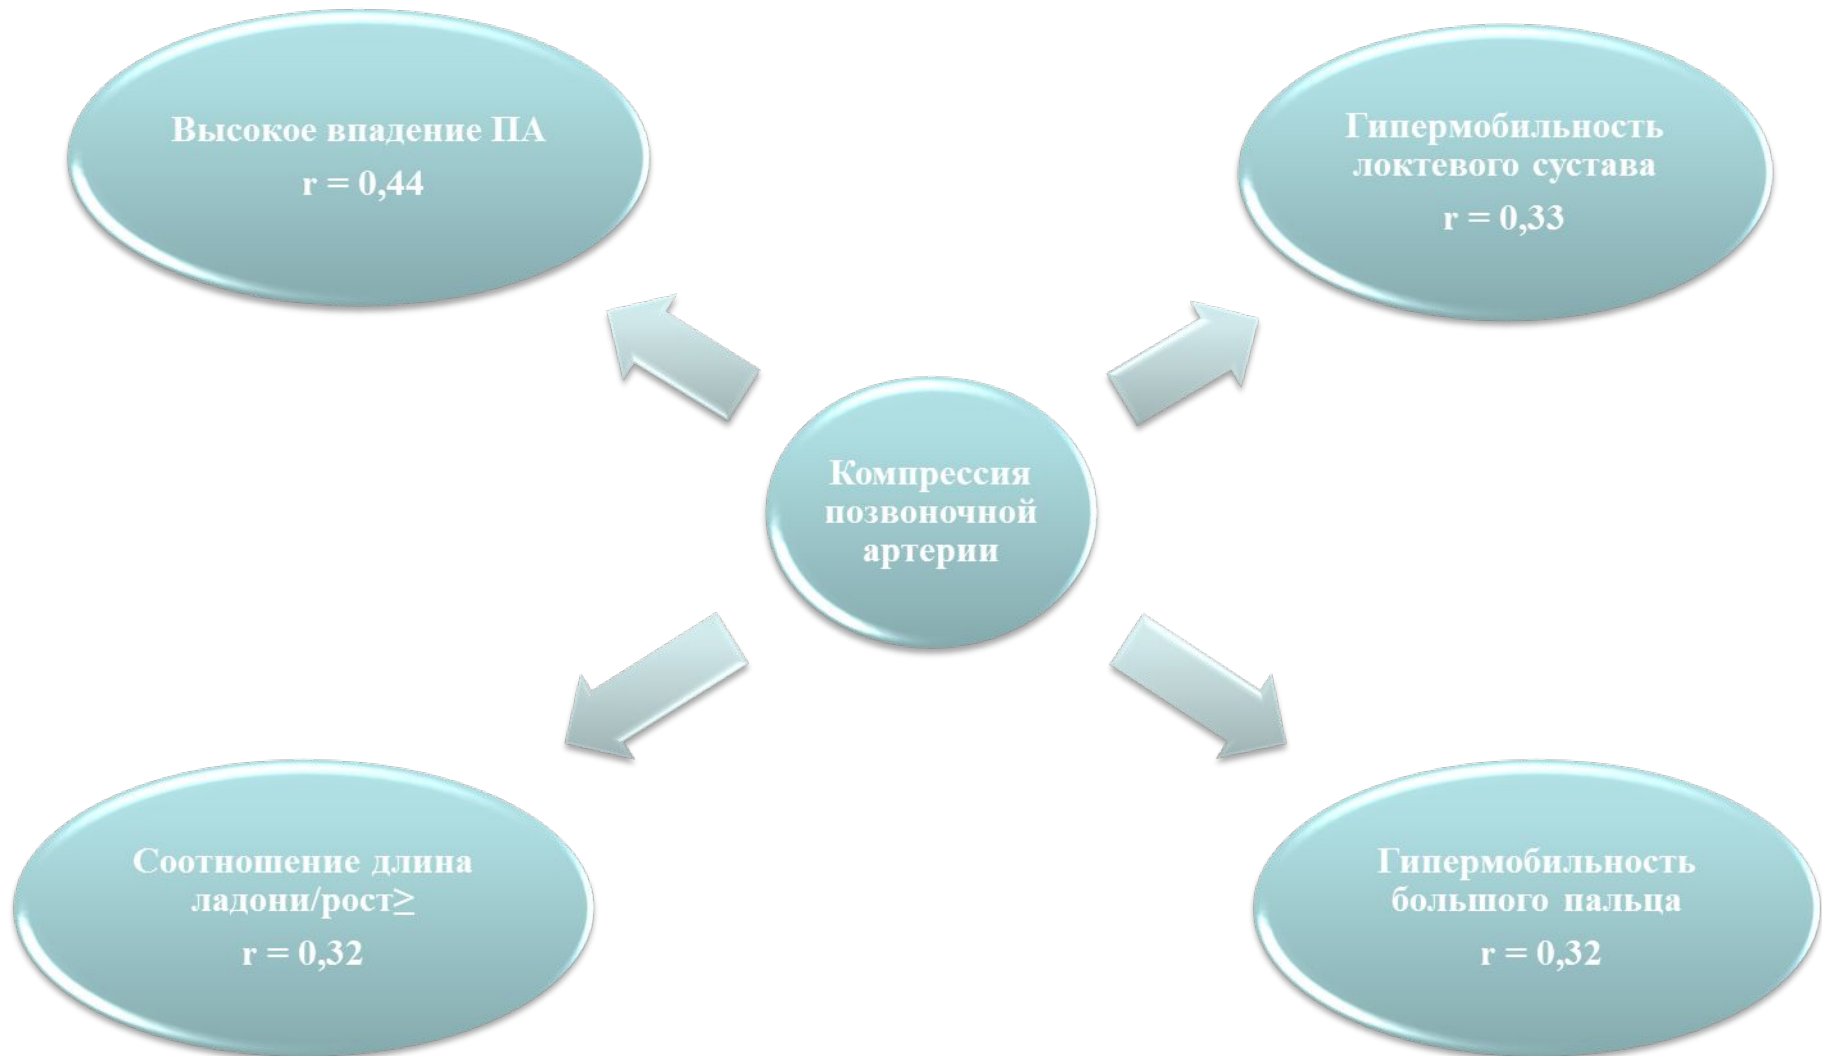 Высокое впадение ПА
r = 0,44
Гипермобильность
локтевого сустава
r = 0,33
Компрессия
позвоночной
артерии
Соотношение длина
ладони/рост≥
r = 0,32
Гипермобильность
большого пальца
r = 0,32